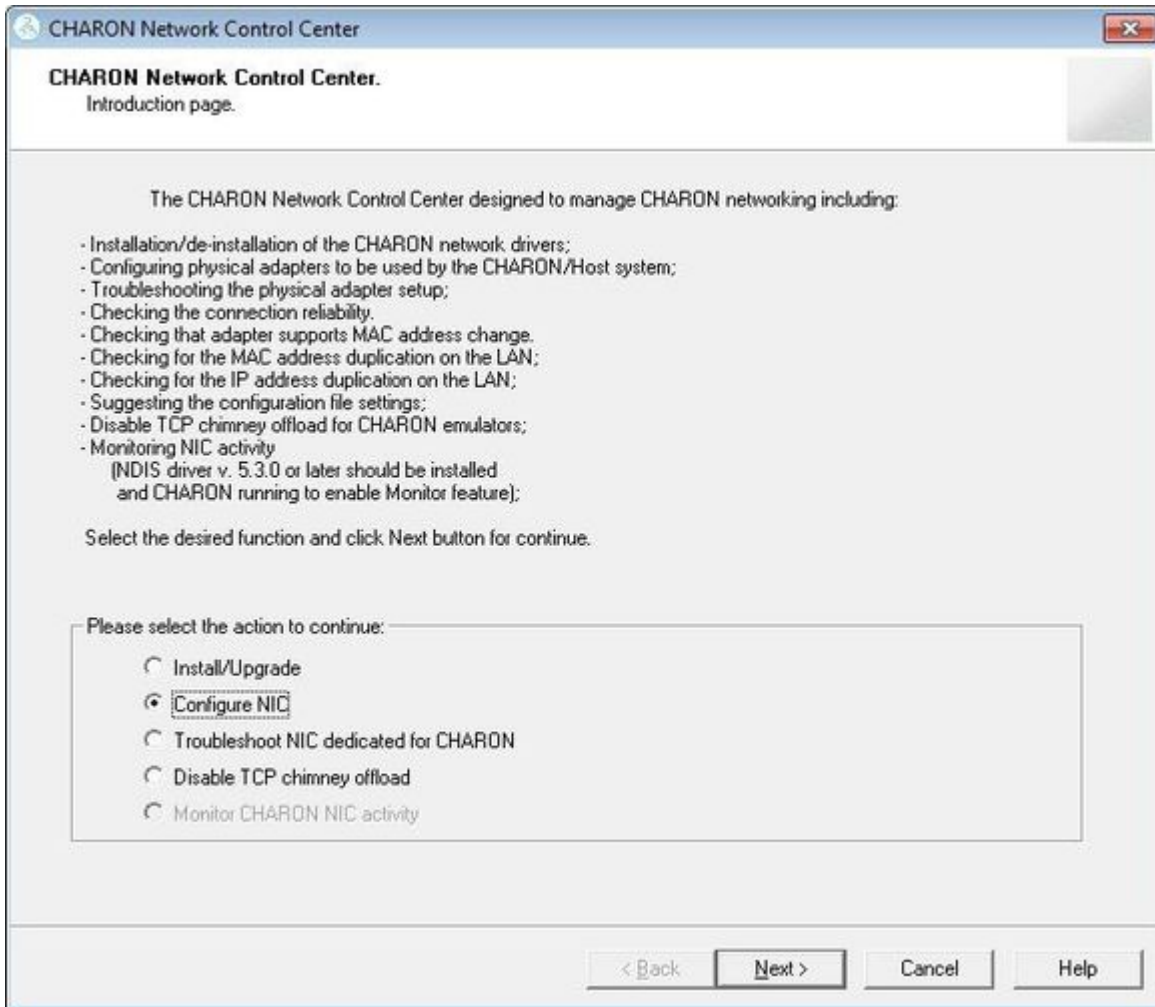 CHARON Network Control Center
CHARON Network Control Center.
Introduction page.
The CHARON Network Control Center designed to manage CHARON networking including:
- Installation/de-installation of the CHARON network drivers;
- Configuring physical adapters to be used by the CHARON/Host system;
- Troubleshooting the physical adapter setup;
- Checking the connection reliability.
- Checking that adapter supports MAC address change.
- Checking for the MAC address duplication on the LAN;
- Checking for the IP address duplication on the LAN;
- Suggesting the configuration file settings;
- Disable TCP chimney offload for CHARON emulators;
- Monitoring NIC activity
(NDIS driver v. 5.3.0 or later should be installed
and CHARON running to enable Monitor feature);
Select the desired function and click Next button for continue.
Please select the action to continue:
Install/Upgrade
Configure NIC
Troubleshoot NIC dedicated for CHARON
Disable TCP chimney offload
Monitor CHARON NIC activity
< Back Next > Cancel Help